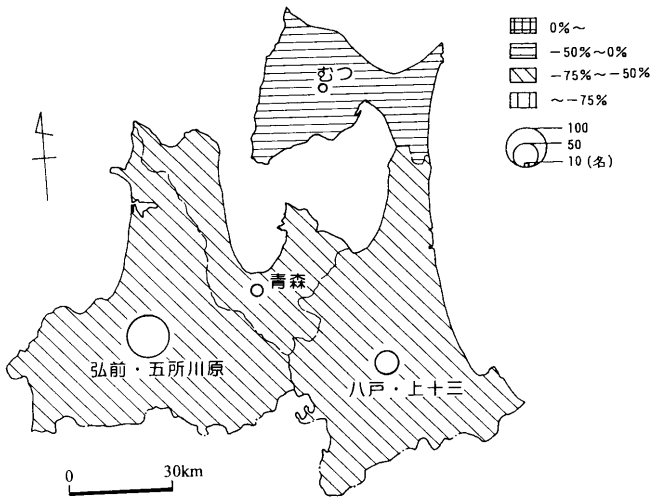 0%～
－50%～0%
－75%～－50%
～－75%
100
50
10 (名)
むつ
青森
弘前・五所川原
八戸・上十三
0 30km